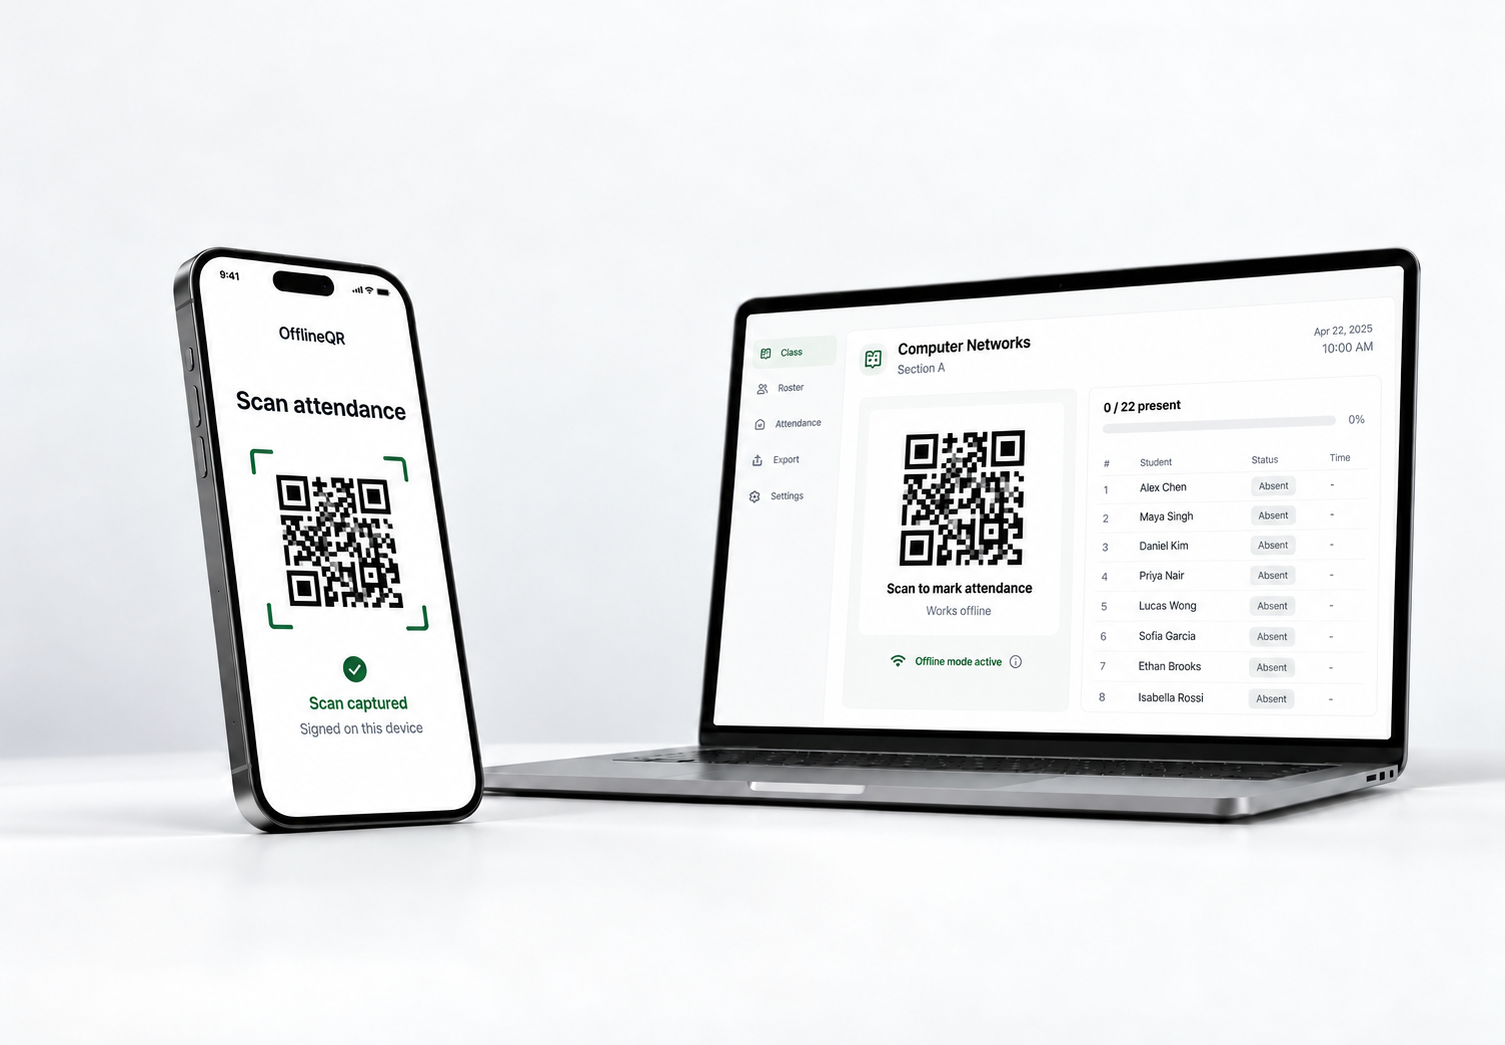 9:41
OfflineQR
Scan attendance
Scan captured
Signed on this device
Class
Roster
Attendance
Export
Settings
Computer Networks
Section A
Apr 22, 2025
10:00 AM
Scan to mark attendance
Works offline
Offline mode active
0 / 22 present
0%
# Student Status Time
1 Alex Chen Absent -
2 Maya Singh Absent -
3 Daniel Kim Absent -
4 Priya Nair Absent -
5 Lucas Wong Absent -
6 Sofia Garcia Absent -
7 Ethan Brooks Absent -
8 Isabella Rossi Absent -